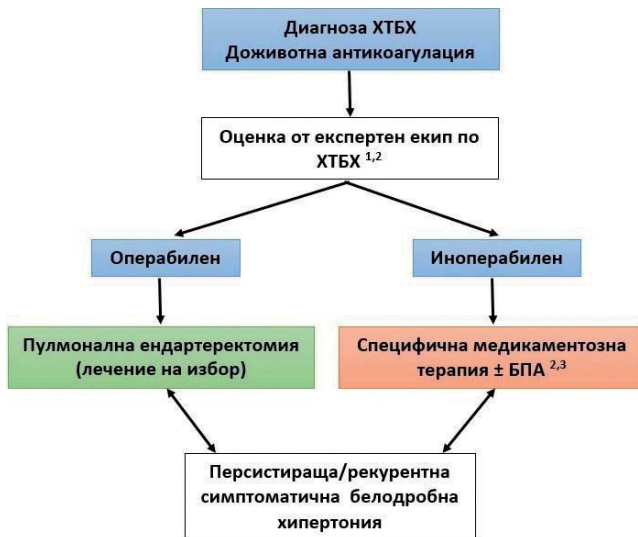 Диагноза ХТБХ
Доживотна антикоагулация
Оценка от експертен екип по
ХТБХ 1,2
Операбилен
Иноперабилен
Пулмонална ендартеректомия
(лечение на избор)
Специфична медикаментозна
терапия ± БПА 2,3
Персистираща/рекурентна
симптоматична белодробна
хипертония